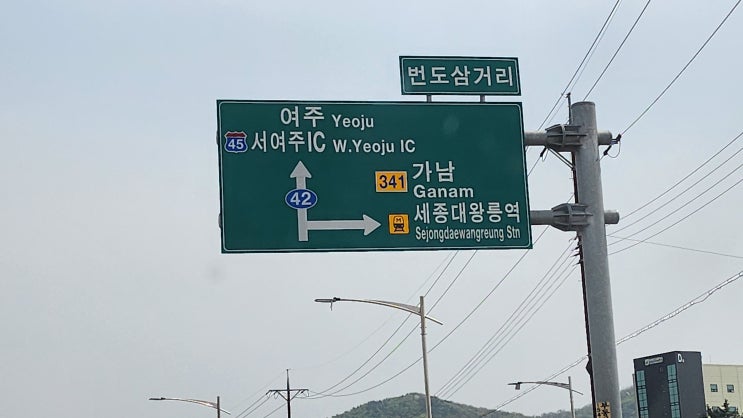 번도삼거리
여주 Yeoju
45 서여주IC W.Yeoju IC
341 가남
Ganam
42
세종대왕릉역
Sejongdaewangreung Stn